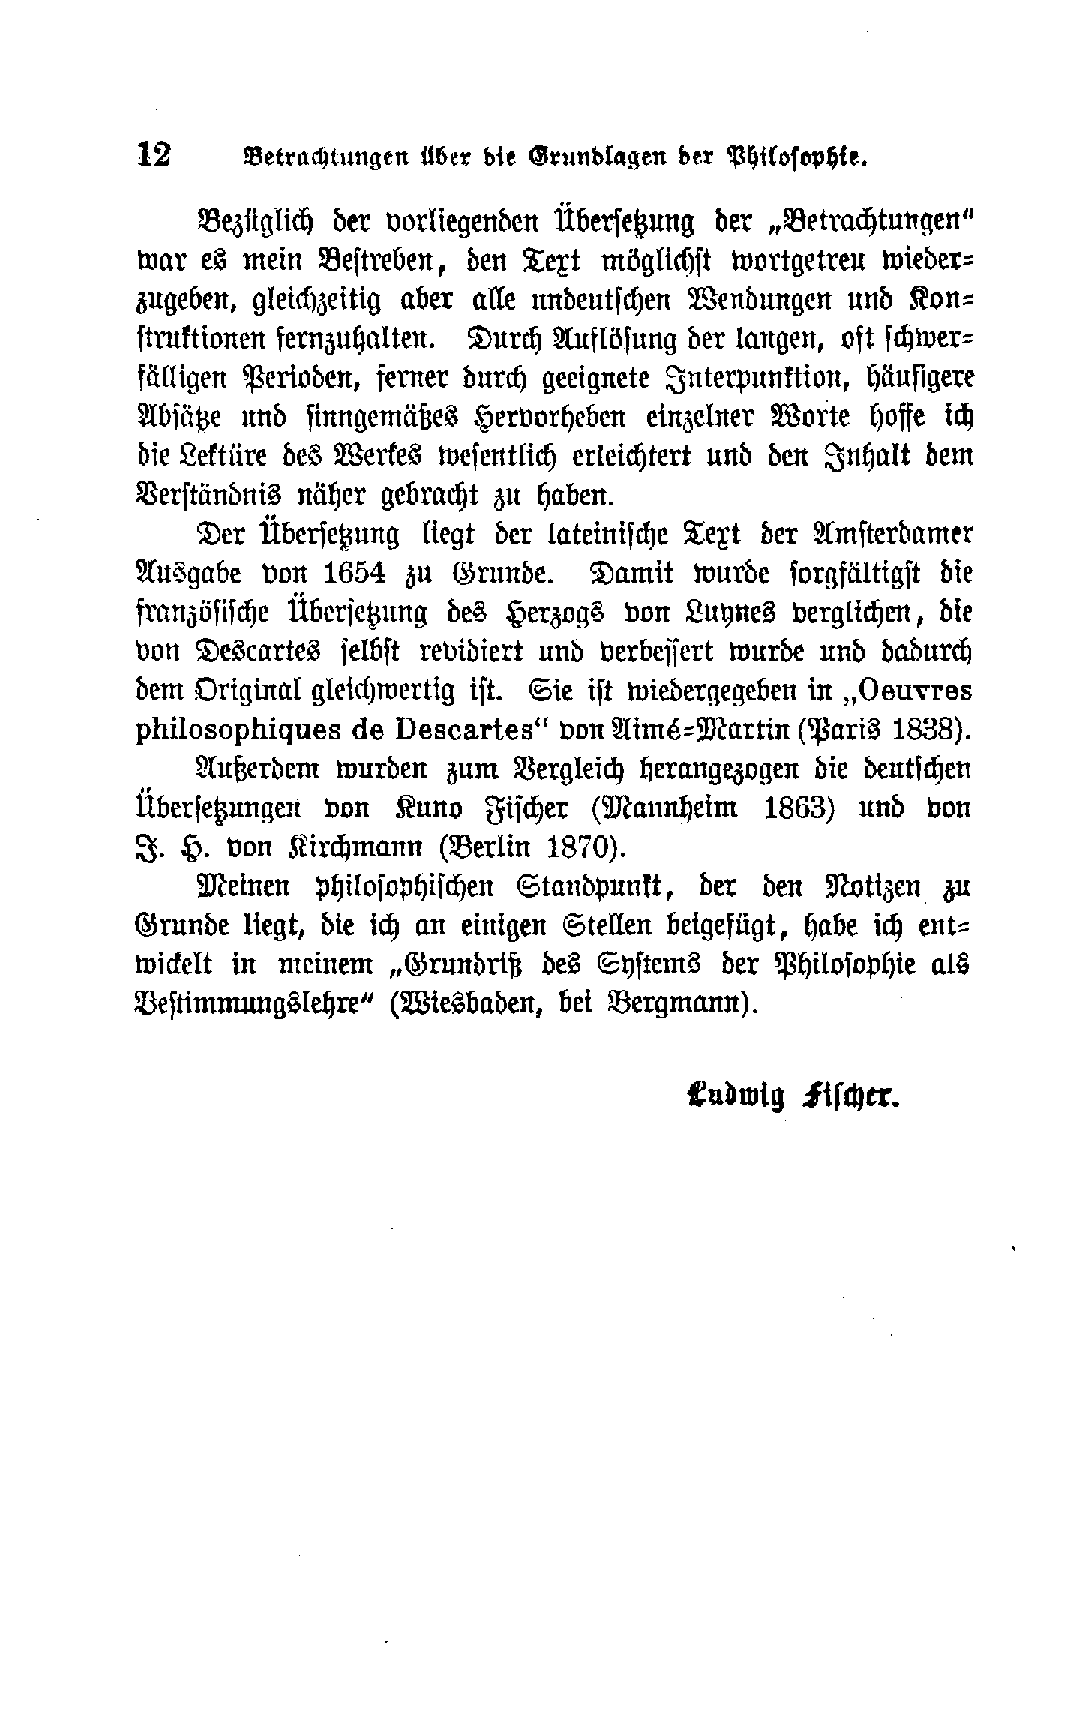 12 Betrachtungen über die Grundlagen der Philosophie.
Bezüglich der vorliegenden Übersetzung der „Betrachtungen“
war es mein Bestreben, den Text möglichst wortgetreu wieder=
zugeben, gleichzeitig aber alle undeutschen Wendungen und Kon=
struktionen fernzuhalten. Durch Auflösung der langen, oft schwer=
fälligen Perioden, ferner durch geeignete Interpunktion, häufigere
Absätze und sinngemäßes Hervorheben einzelner Worte hoffe ich
die Lektüre des Werkes wesentlich erleichtert und den Inhalt dem
Verständnis näher gebracht zu haben.
Der Übersetzung liegt der lateinische Text der Amsterdamer
Ausgabe von 1654 zu Grunde. Damit wurde sorgfältigst die
französische Übersetzung des Herzogs von Luynes verglichen, die
von Descartes selbst revidiert und verbessert wurde und dadurch
dem Original gleichwertig ist. Sie ist wiedergegeben in „Oeuvres
philosophiques de Descartes“ von Aimé=Martin (Paris 1838).
Außerdem wurden zum Vergleich herangezogen die deutschen
Übersetzungen von Kuno Fischer (Mannheim 1863) und von
J. H. von Kirchmann (Berlin 1870).
Meinen philosophischen Standpunkt, der den Notizen zu
Grunde liegt, die ich an einigen Stellen beigefügt, habe ich ent=
wickelt in meinem „Grundriß des Systems der Philosophie als
Bestimmungslehre“ (Wiesbaden, bei Bergmann).
Ludwig Fischer.